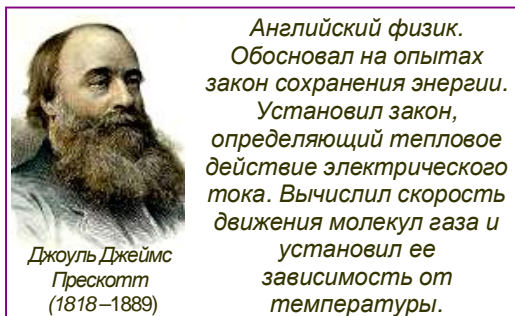 Английский физик.
Обосновал на опытах
закон сохранения энергии.
Установил закон,
определяющий тепловое
действие электрического
тока. Вычислил скорость
движения молекул газа и
установил ее
зависимость от
температуры.
Джоуль Джеймс
Прескотт
(1818–1889)